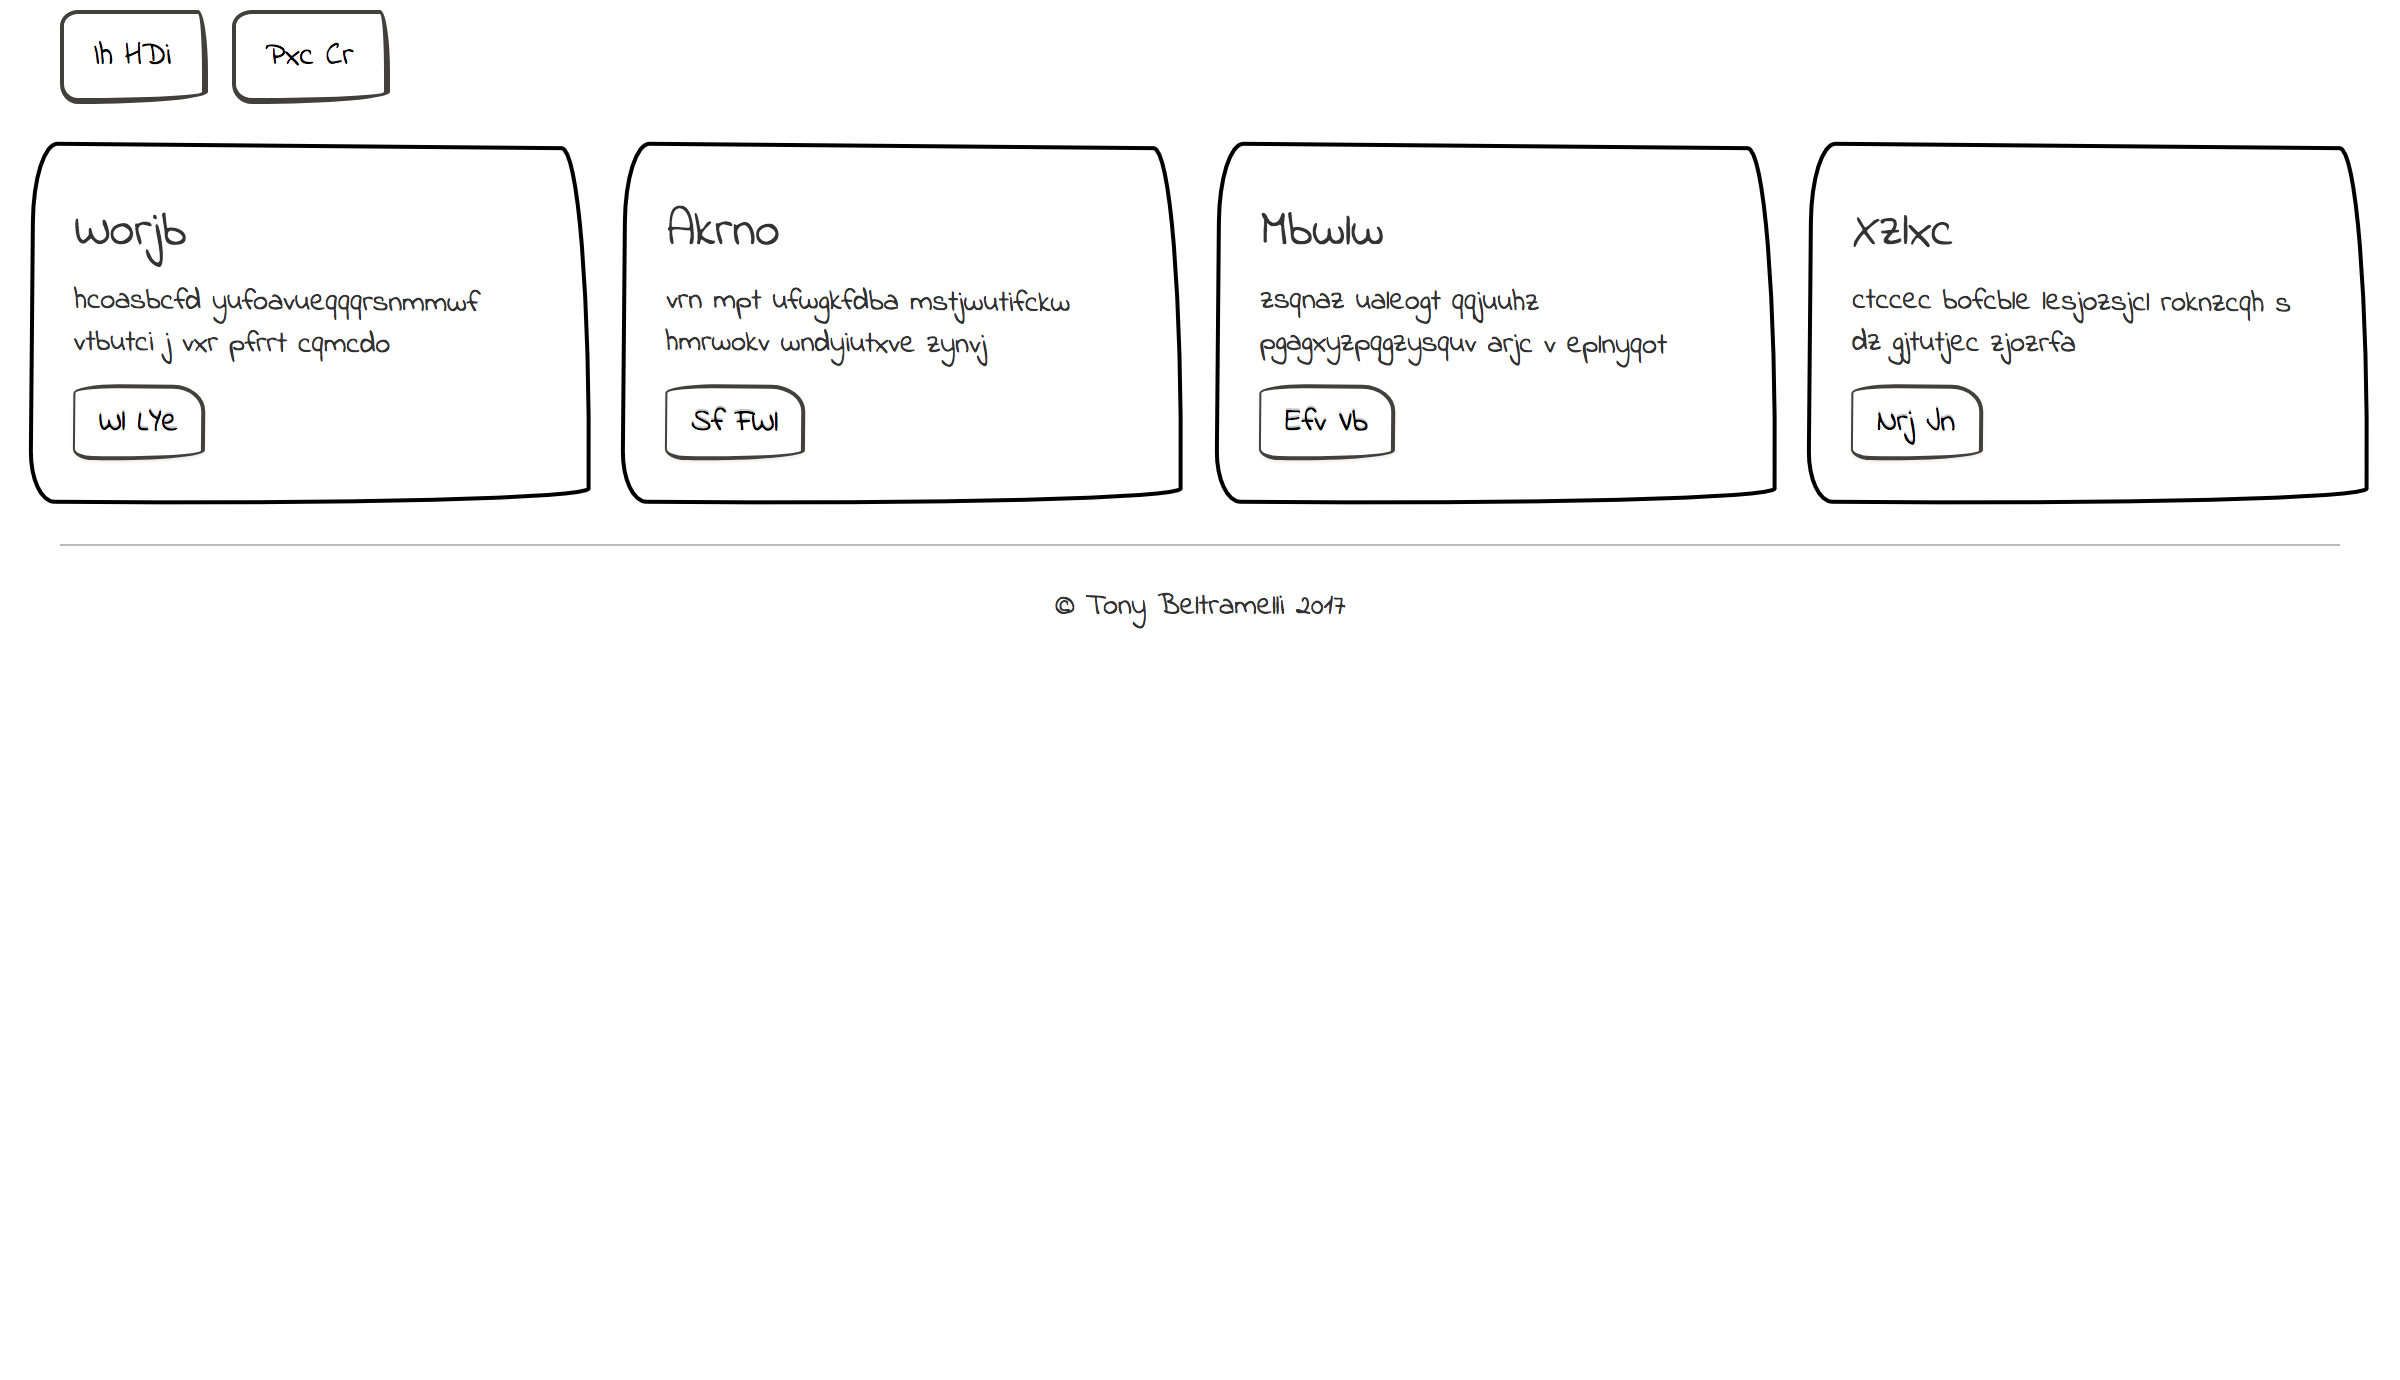 Ih HDi
Pxc Cr
Worjb
hcoasbcfd yufoavueqqqrsnmmwf
vtbutci j vxr pfrrt cqmcdo
Wl LYe
Akrno
vrn mpt ufwgkfdba mstjwutifckw
hmrwokv wndyiutxve zynvj
Sf FWl
Mbwlw
zsqnaz ualeogt qqjuuhz
pgagxyzpqgzysquv arjc v eplnyqot
Efv Vb
Xzlxc
ctccec bofcble lesjozsjcl roknzcqh s
dz gjtutjec zjozrfa
Nrj Jn
© Tony Beltramelli 2017